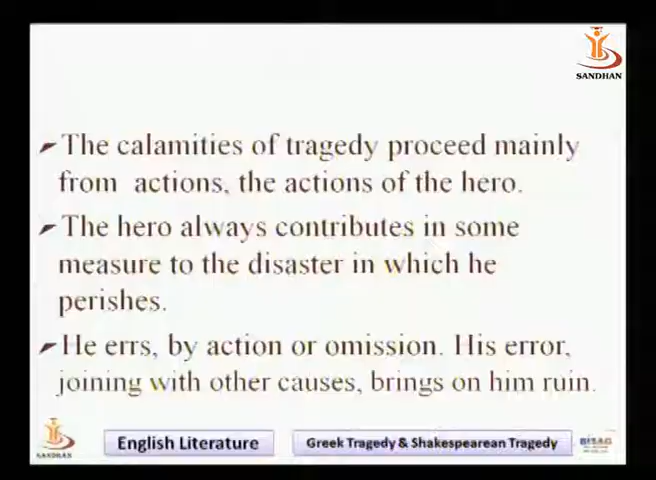 SANDHAN
The calamities of tragedy proceed mainly
from actions, the actions of the hero.
The hero always contributes in some
measure to the disaster in which he
perishes.
He errs, by action or omission. His error,
joining with other causes, brings on him ruin.
SANDHAN
English Literature
Greek Tragedy & Shakespearean Tragedy
BISAG